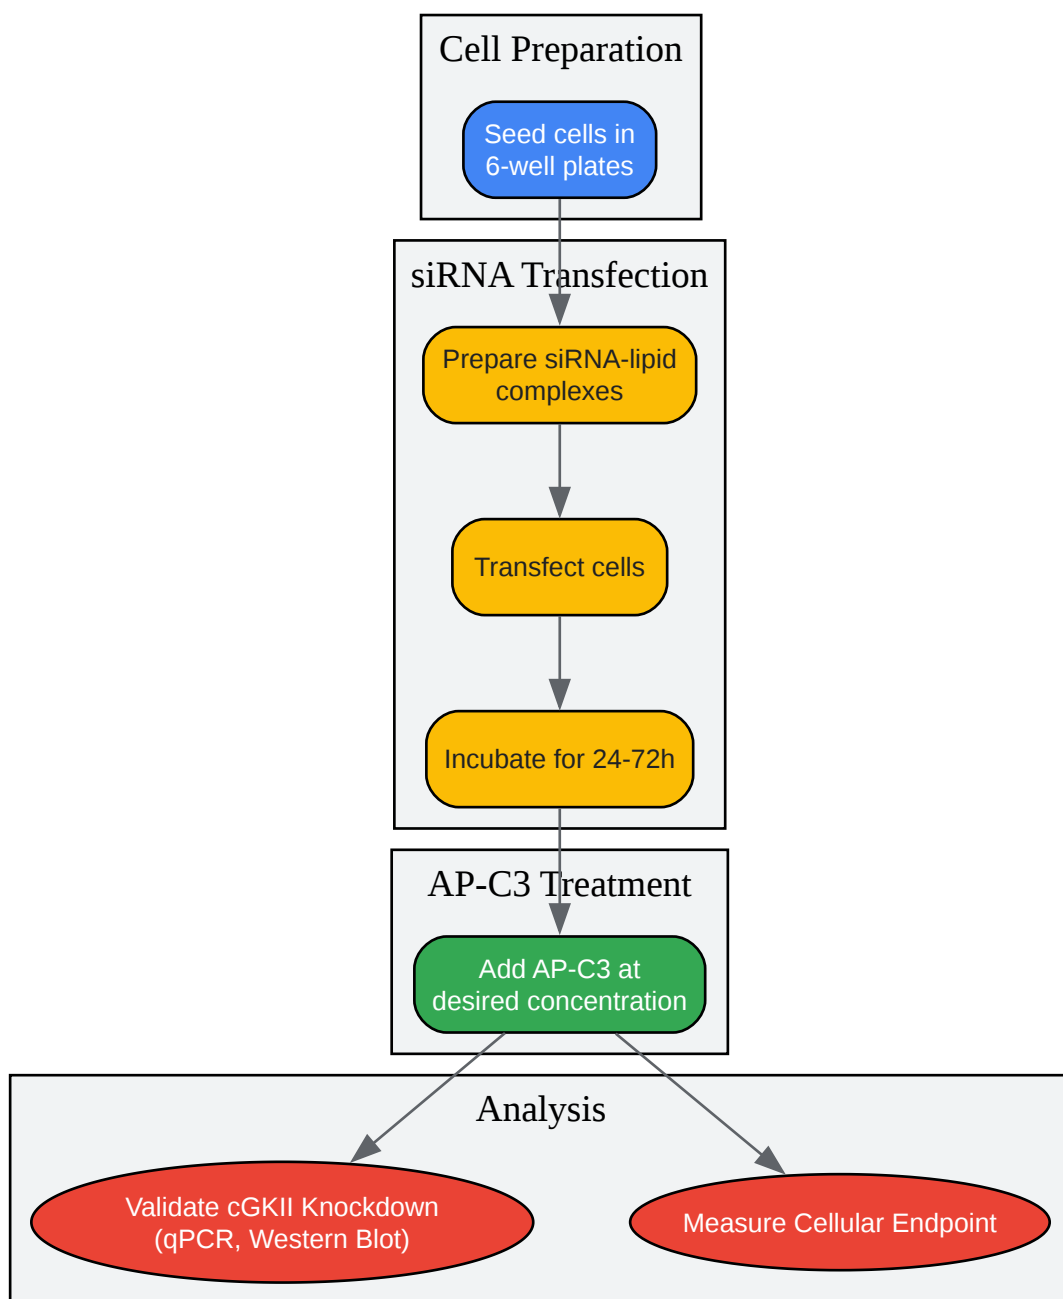 Cell Preparation
Seed cells in
6-well plates
siRNA Transfection
Prepare siRNA-lipid
complexes
Transfect cells
Incubate for 24-72h
AP-C3 Treatment
Add AP-C3 at
desired concentration
Analysis
Validate cGKII Knockdown
(qPCR, Western Blot)
Measure Cellular Endpoint